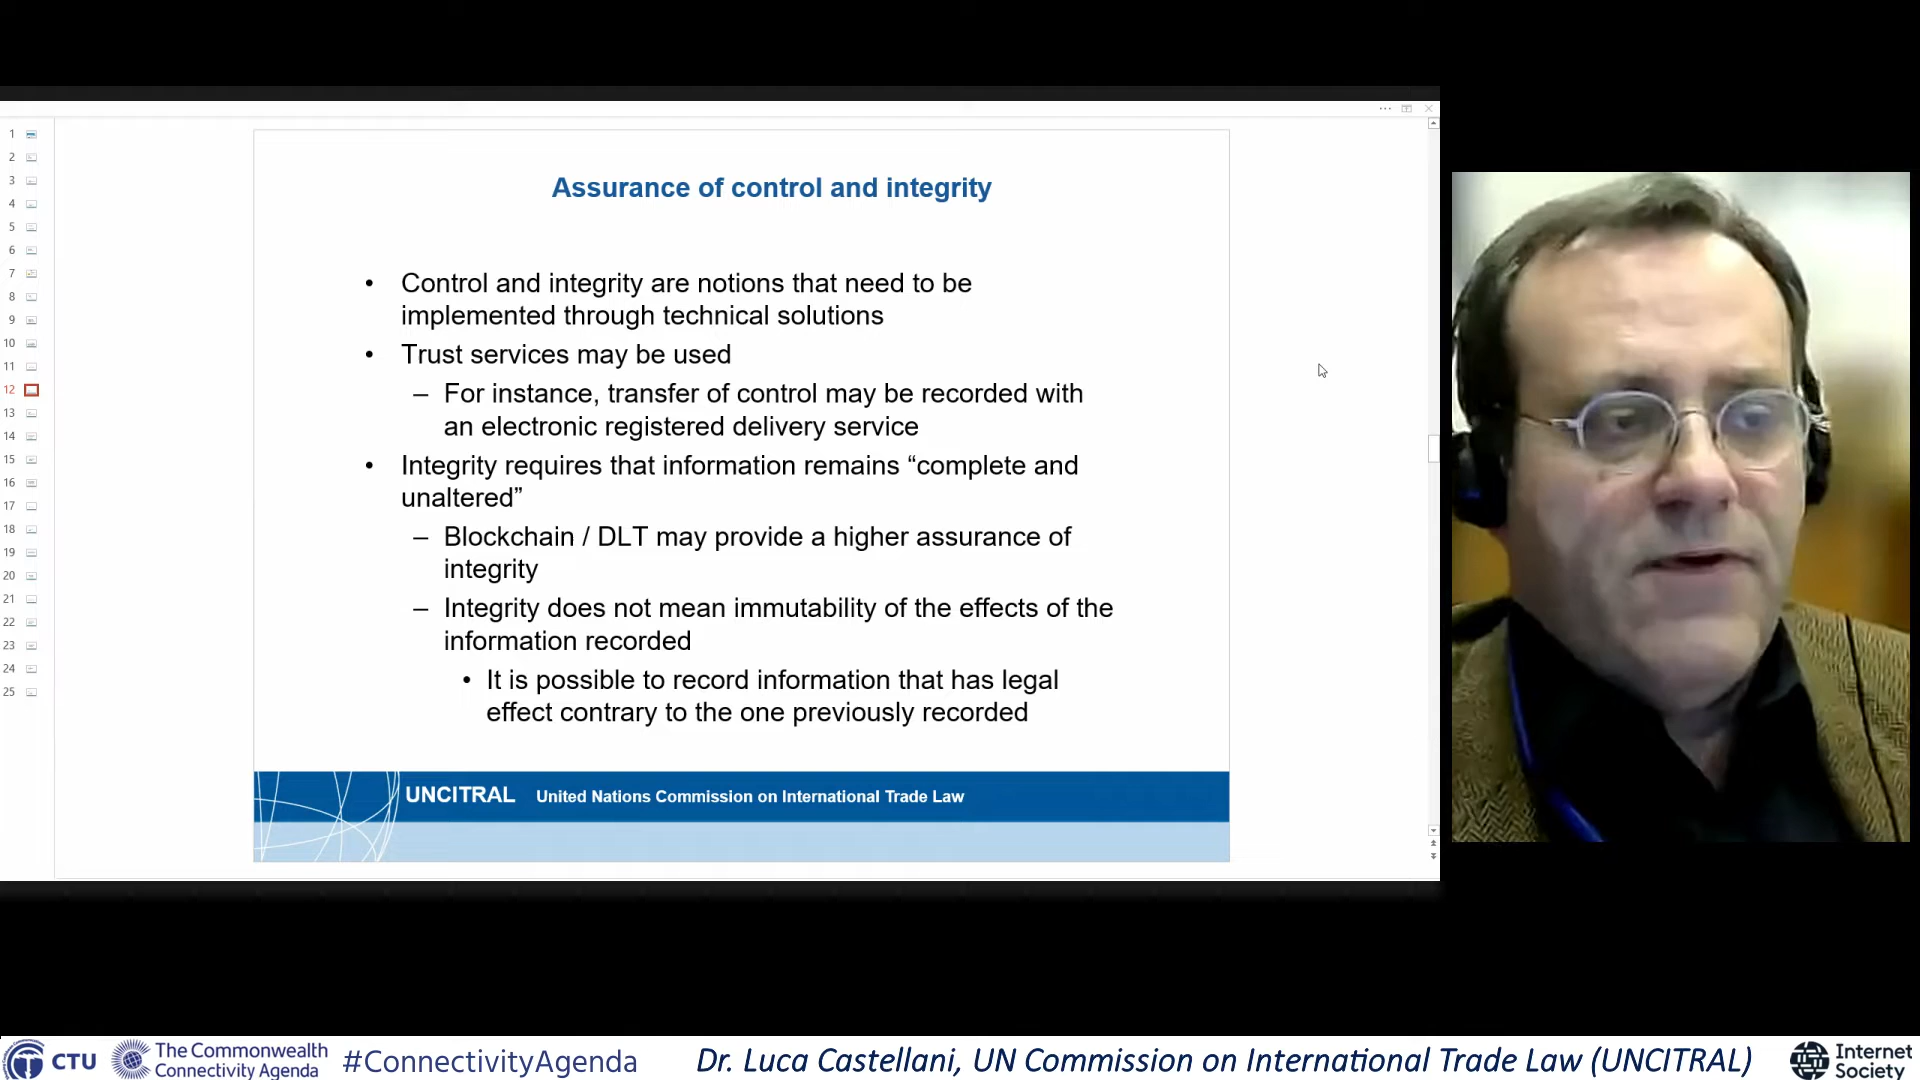 Assurance of control and integrity
• Control and integrity are notions that need to be
implemented through technical solutions
• Trust services may be used
– For instance, transfer of control may be recorded with
an electronic registered delivery service
• Integrity requires that information remains “complete and
unaltered”
– Blockchain / DLT may provide a higher assurance of
integrity
– Integrity does not mean immutability of the effects of the
information recorded
• It is possible to record information that has legal
effect contrary to the one previously recorded
UNCITRAL United Nations Commission on International Trade Law
1
2
3
4
5
6
7
8
9
10
11
12
13
14
15
16
17
18
19
20
21
22
23
24
25
CTU
The Commonwealth
Connectivity Agenda
#ConnectivityAgenda
Dr. Luca Castellani, UN Commission on International Trade Law (UNCITRAL)
Internet
Society